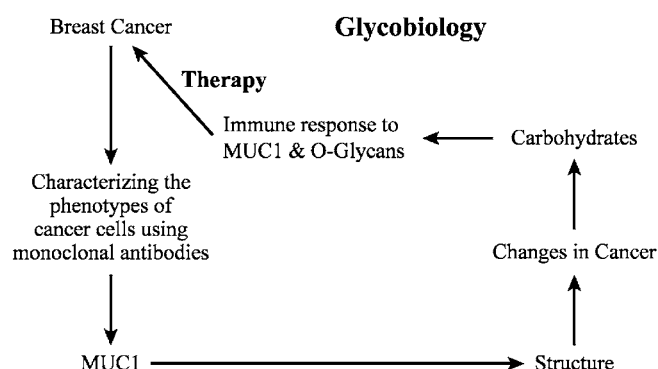 Breast Cancer
Glycobiology
Therapy
Immune response to
MUC1 & O-Glycans
Carbohydrates
Characterizing the
phenotypes of
cancer cells using
monoclonal antibodies
Changes in Cancer
MUC1
Structure